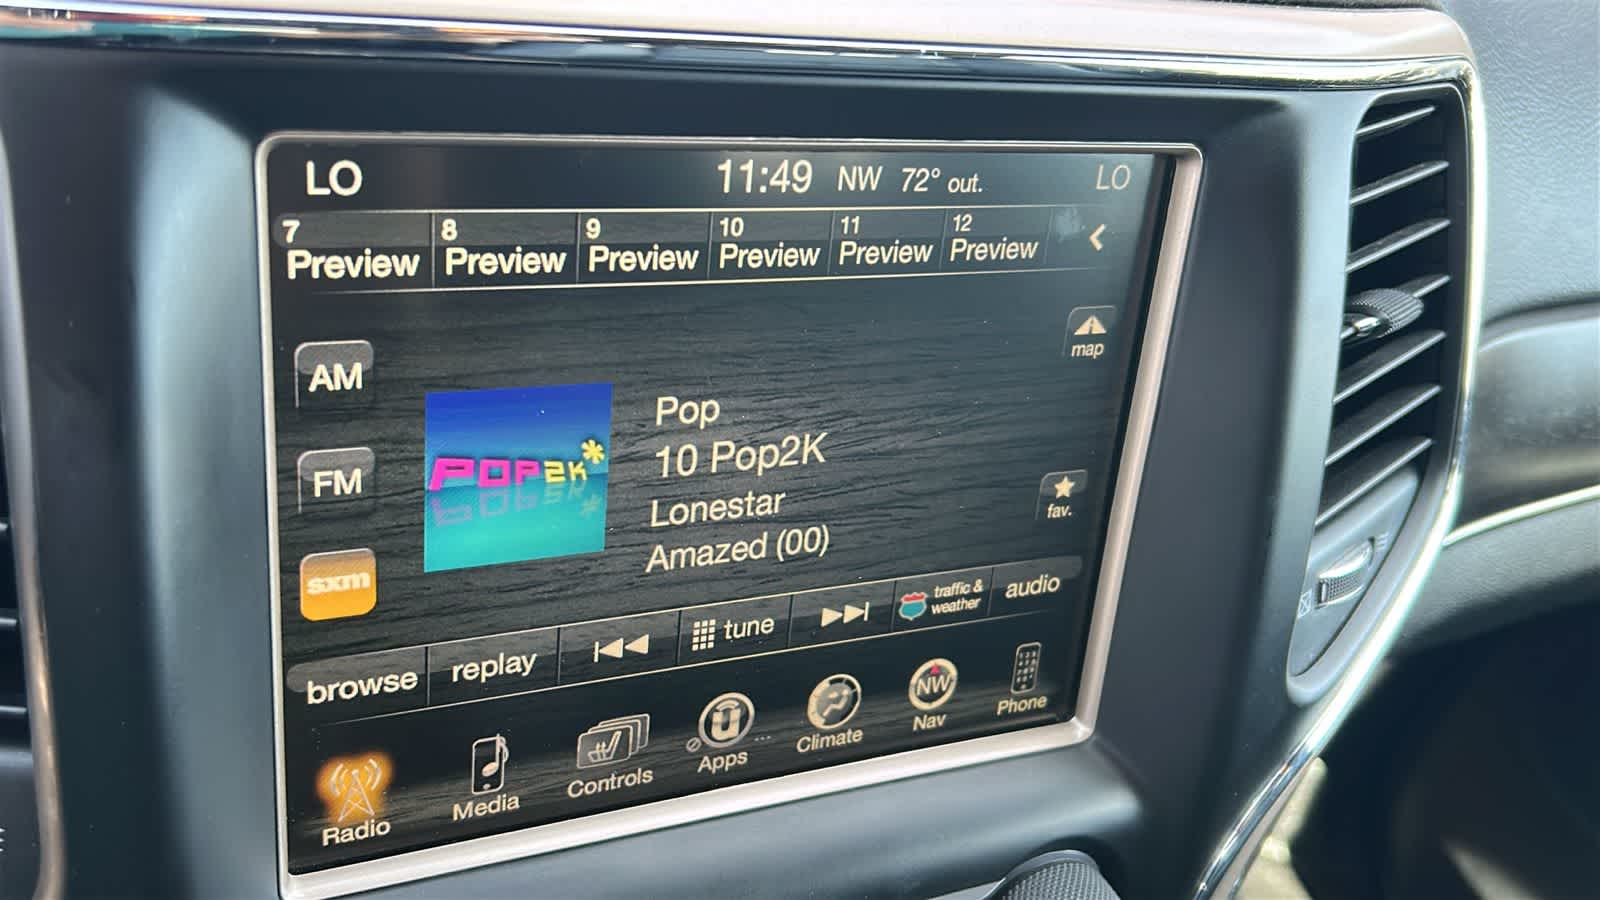 LO 11:49 NW 72° out. LO
7 8 9 10 11 12
Preview Preview Preview Preview Preview Preview
map
AM
Pop
10 Pop2K
POP2K*
FM
Lonestar
fav.
Amazed (00)
sxm
browse replay tune traffic & weather audio
NW
Radio Media Controls Apps Climate Nav Phone